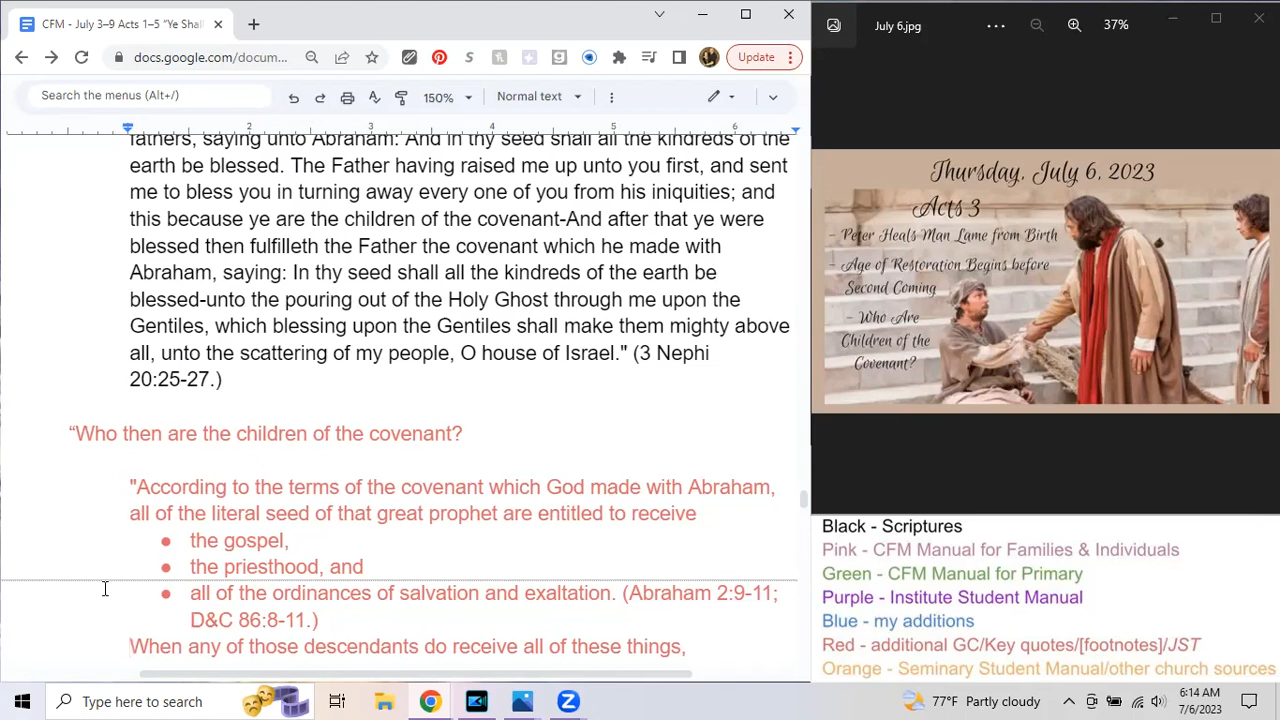 CFM - July 3–9 Acts 1–5 "Ye Shal
July 6.jpg
37%
docs.google.com/docum...
Update
Search the menus (Alt+/)
150%
Normal text
2 3 4 5 6
fathers, saying unto Abraham: And in thy seed shall all the kindreds of the
earth be blessed. The Father having raised me up unto you first, and sent
me to bless you in turning away every one of you from his iniquities; and
this because ye are the children of the covenant-And after that ye were
blessed then fulfilleth the Father the covenant which he made with
Abraham, saying: In thy seed shall all the kindreds of the earth be
blessed-unto the pouring out of the Holy Ghost through me upon the
Gentiles, which blessing upon the Gentiles shall make them mighty above
all, unto the scattering of my people, O house of Israel." (3 Nephi
20:25-27.)
“Who then are the children of the covenant?
"According to the terms of the covenant which God made with Abraham,
all of the literal seed of that great prophet are entitled to receive
● the gospel,
● the priesthood, and
● all of the ordinances of salvation and exaltation. (Abraham 2:9-11;
D&C 86:8-11.)
When any of those descendants do receive all of these things,
Thursday, July 6, 2023
Acts 3
- Peter Heals Man Lame from Birth
- Age of Restoration Begins before
Second Coming
- Who Are
Children of the
Covenant?
Black - Scriptures
Pink - CFM Manual for Families & Individuals
Green - CFM Manual for Primary
Purple - Institute Student Manual
Blue - my additions
Red - additional GC/Key quotes/[footnotes]/JST
Orange - Seminary Student Manual/other church sources
Type here to search
77°F Partly cloudy
6:14 AM
7/6/2023